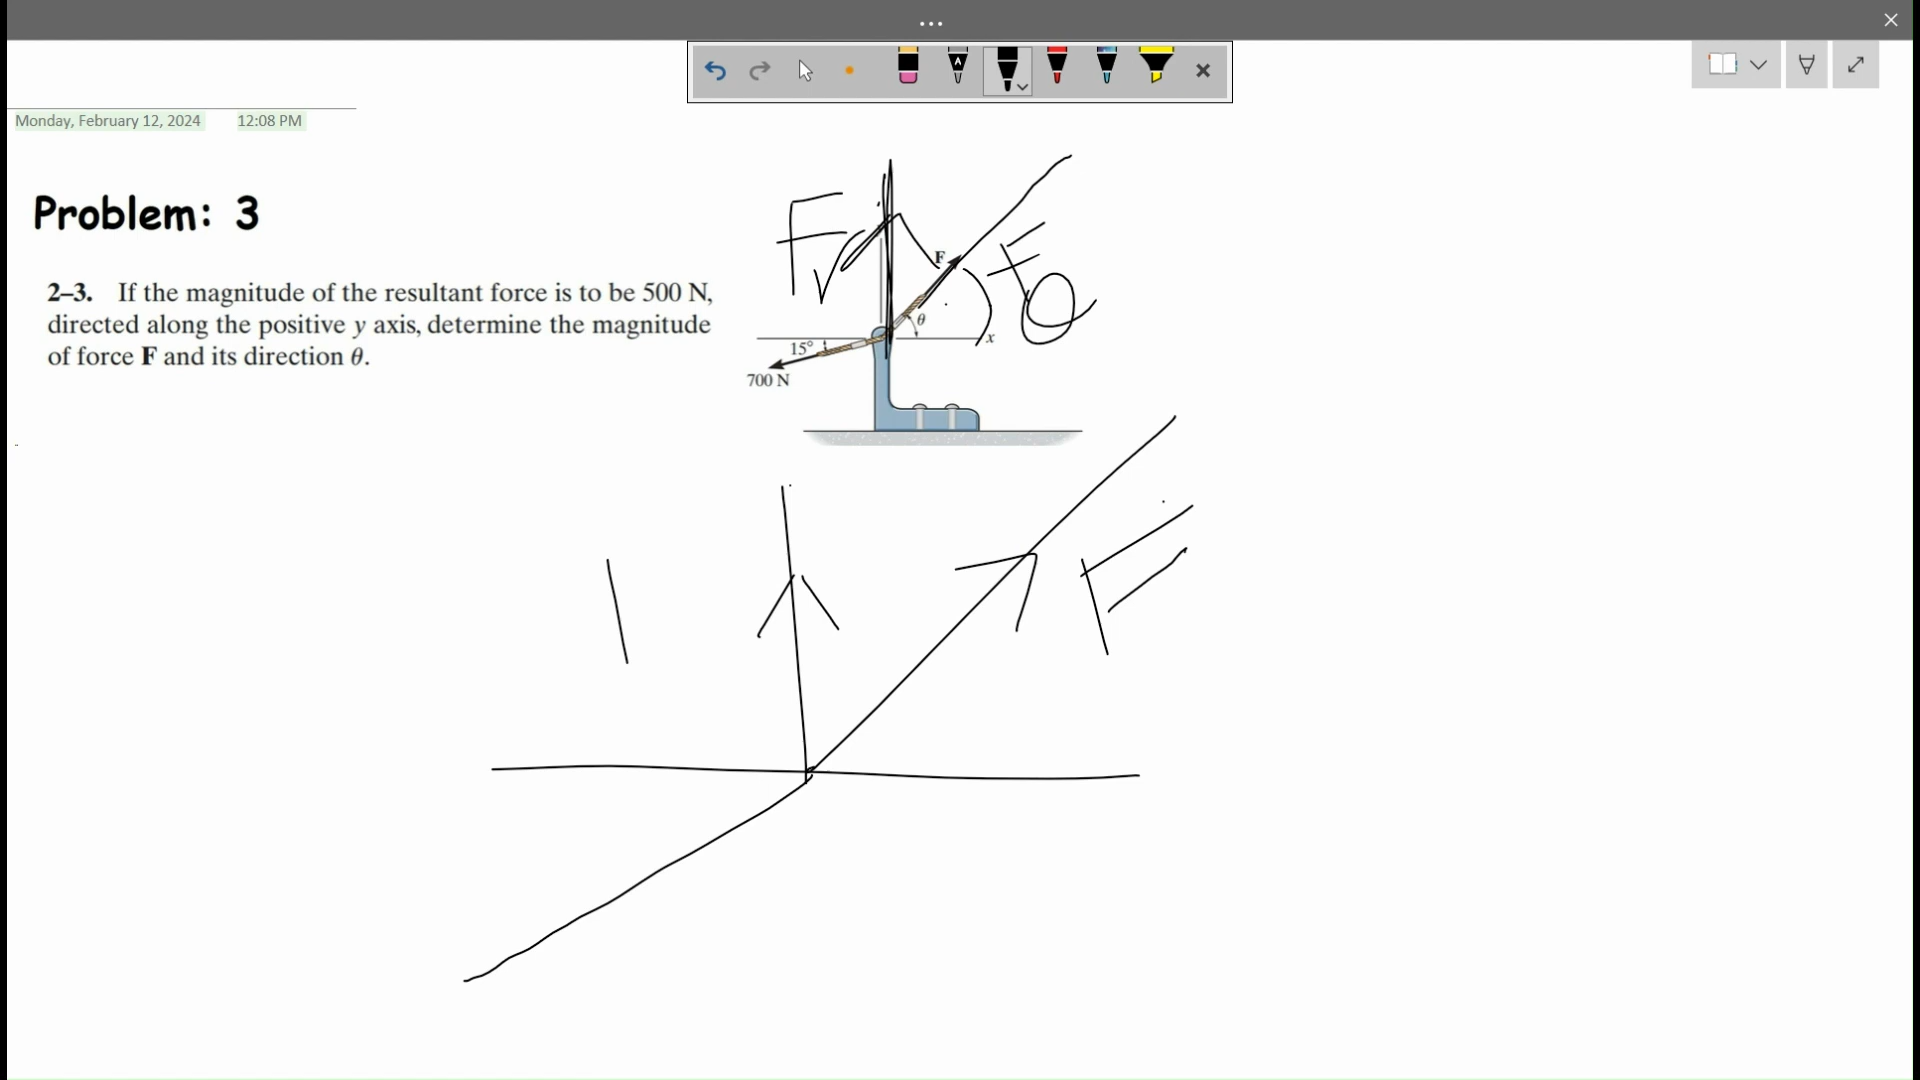 Monday, February 12, 2024 12:08 PM
Problem: 3
2–3. If the magnitude of the resultant force is to be 500 N,
directed along the positive y axis, determine the magnitude
of force F and its direction θ.
F
F
θ
θ
x
15°
700 N
F